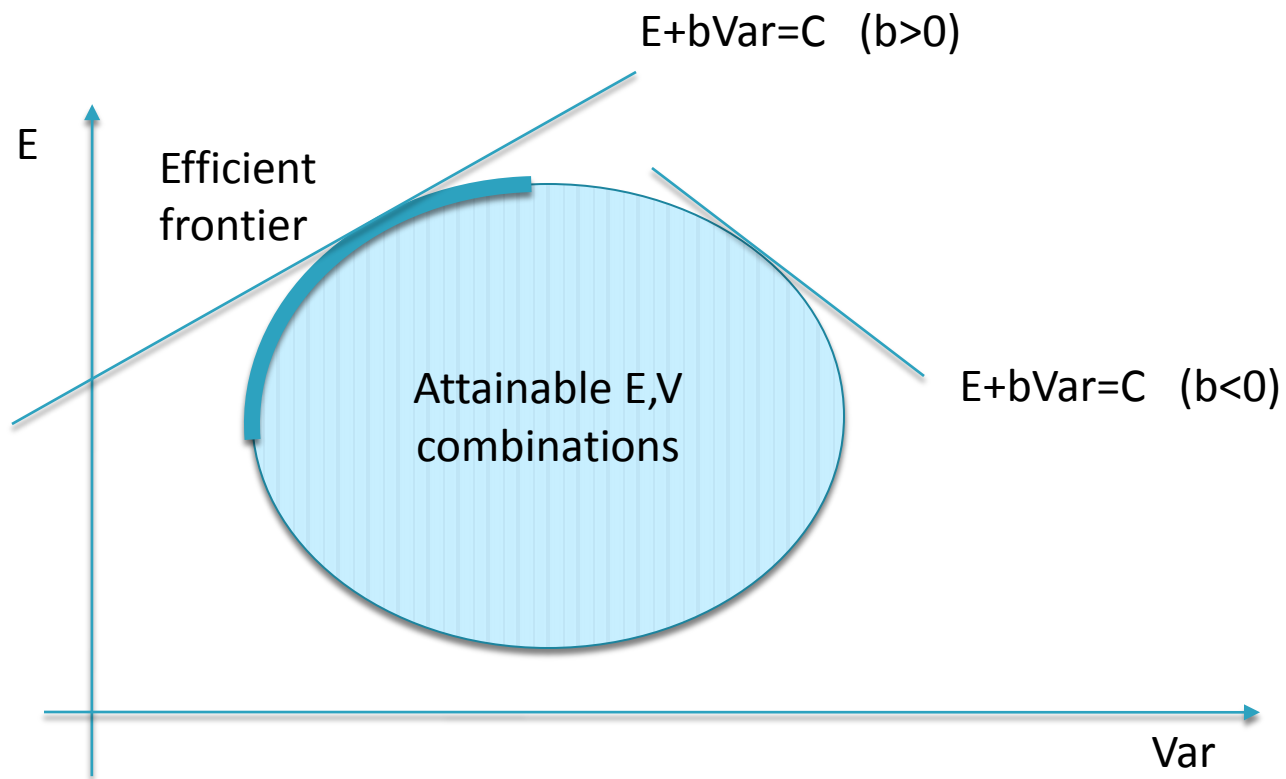 E+bVar=C (b>0)
E
Efficient
frontier
Attainable E,V
combinations
E+bVar=C (b<0)
Var